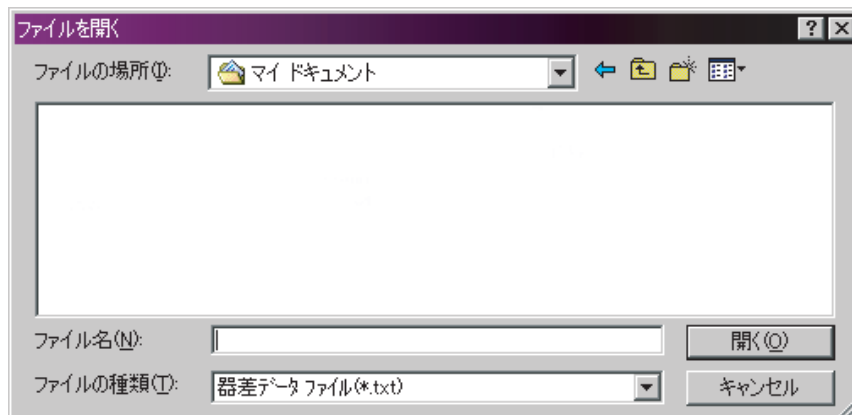 ファイルを開く
ファイルの場所(I):
マイ ドキュメント
ファイル名(N):
開く(O)
ファイルの種類(T):
器差データ ファイル(*.txt)
キャンセル